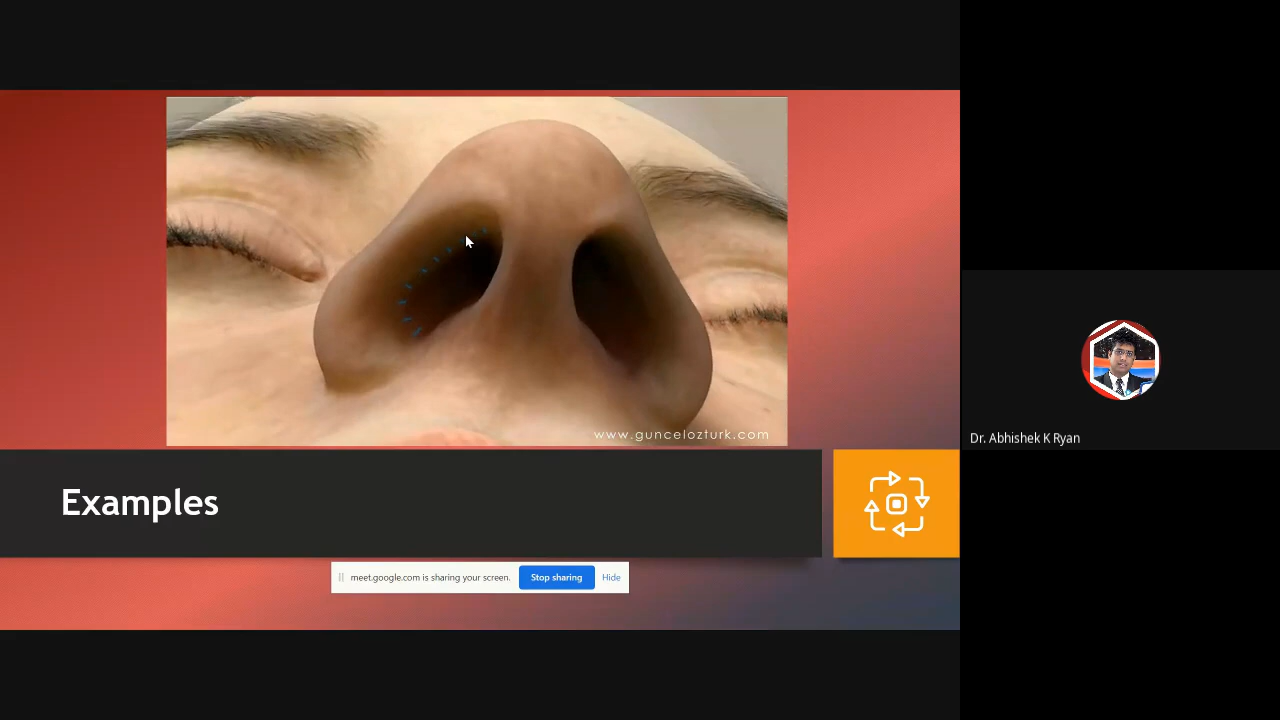 www.guncelozturk.com
Dr. Abhishek K Ryan
Examples
meet.google.com is sharing your screen.
Stop sharing
Hide